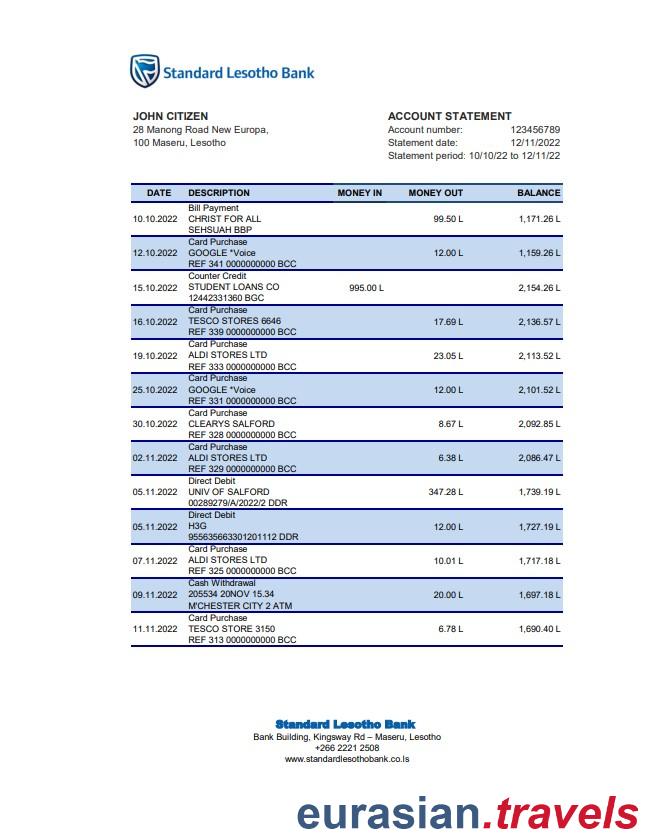 Standard Lesotho Bank
JOHN CITIZEN
28 Manong Road New Europa,
100 Maseru, Lesotho
ACCOUNT STATEMENT
Account number: 123456789
Statement date: 12/11/2022
Statement period: 10/10/22 to 12/11/22
DATE DESCRIPTION MONEY IN MONEY OUT BALANCE
Bill Payment
10.10.2022 CHRIST FOR ALL 99.50 L 1,171.26 L
SEHSUAH BBP
Card Purchase
12.10.2022 GOOGLE *Voice 12.00 L 1,159.26 L
REF 341 0000000000 BCC
Counter Credit
15.10.2022 STUDENT LOANS CO 995.00 L 2,154.26 L
12442331360 BGC
Card Purchase
16.10.2022 TESCO STORES 6646 17.69 L 2,136.57 L
REF 339 0000000000 BCC
Card Purchase
19.10.2022 ALDI STORES LTD 23.05 L 2,113.52 L
REF 333 0000000000 BCC
Card Purchase
25.10.2022 GOOGLE *Voice 12.00 L 2,101.52 L
REF 331 0000000000 BCC
Card Purchase
30.10.2022 CLEARYS SALFORD 8.67 L 2,092.85 L
REF 328 0000000000 BCC
Card Purchase
02.11.2022 ALDI STORES LTD 6.38 L 2,086.47 L
REF 329 0000000000 BCC
Direct Debit
05.11.2022 UNIV OF SALFORD 347.28 L 1,739.19 L
00289279/A/2022/2 DDR
Direct Debit
05.11.2022 H3G 12.00 L 1,727.19 L
955635663301201112 DDR
Card Purchase
07.11.2022 ALDI STORES LTD 10.01 L 1,717.18 L
REF 325 0000000000 BCC
Cash Withdrawal
09.11.2022 205534 20NOV 15.34 20.00 L 1,697.18 L
M'CHESTER CITY 2 ATM
Card Purchase
11.11.2022 TESCO STORE 3150 6.78 L 1,690.40 L
REF 313 0000000000 BCC
Standard Lesotho Bank
Bank Building, Kingsway Rd – Maseru, Lesotho
+266 2221 2508
www.standardlesothobank.co.ls
eurasian.travels